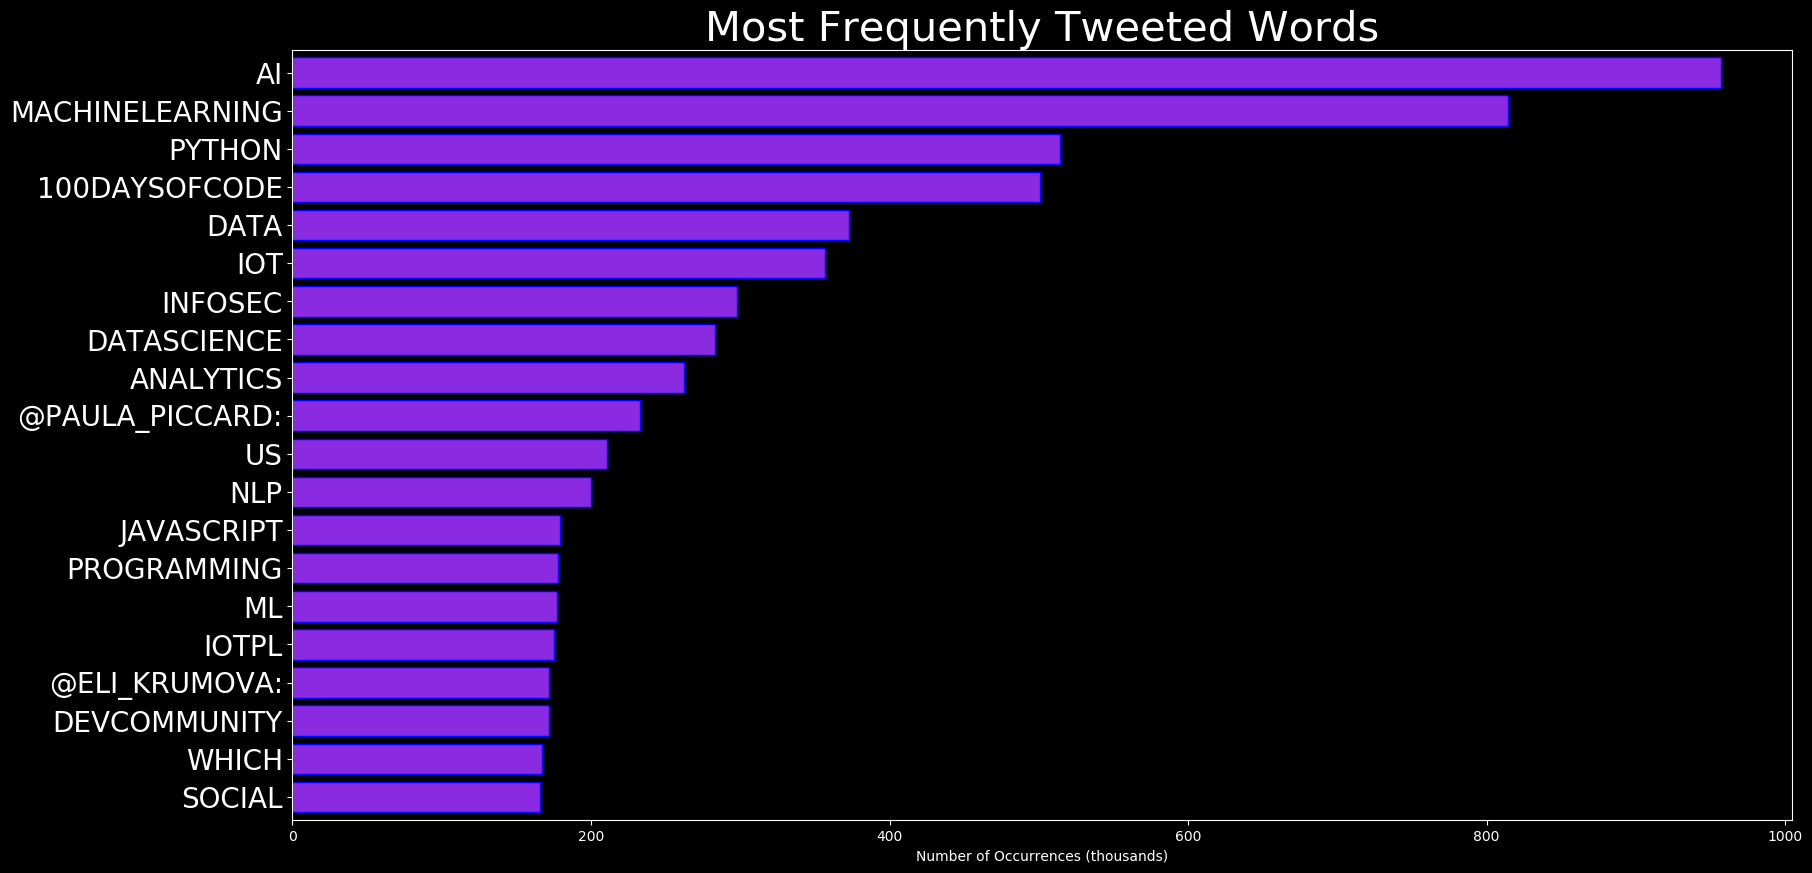 Most Frequently Tweeted Words
AI
MACHINELEARNING
PYTHON
100DAYSOFCODE
DATA
IOT
INFOSEC
DATASCIENCE
ANALYTICS
@PAULA_PICCARD:
US
NLP
JAVASCRIPT
PROGRAMMING
ML
IOTPL
@ELI_KRUMOVA:
DEVCOMMUNITY
WHICH
SOCIAL
0 200 400 600 800 1000
Number of Occurrences (thousands)